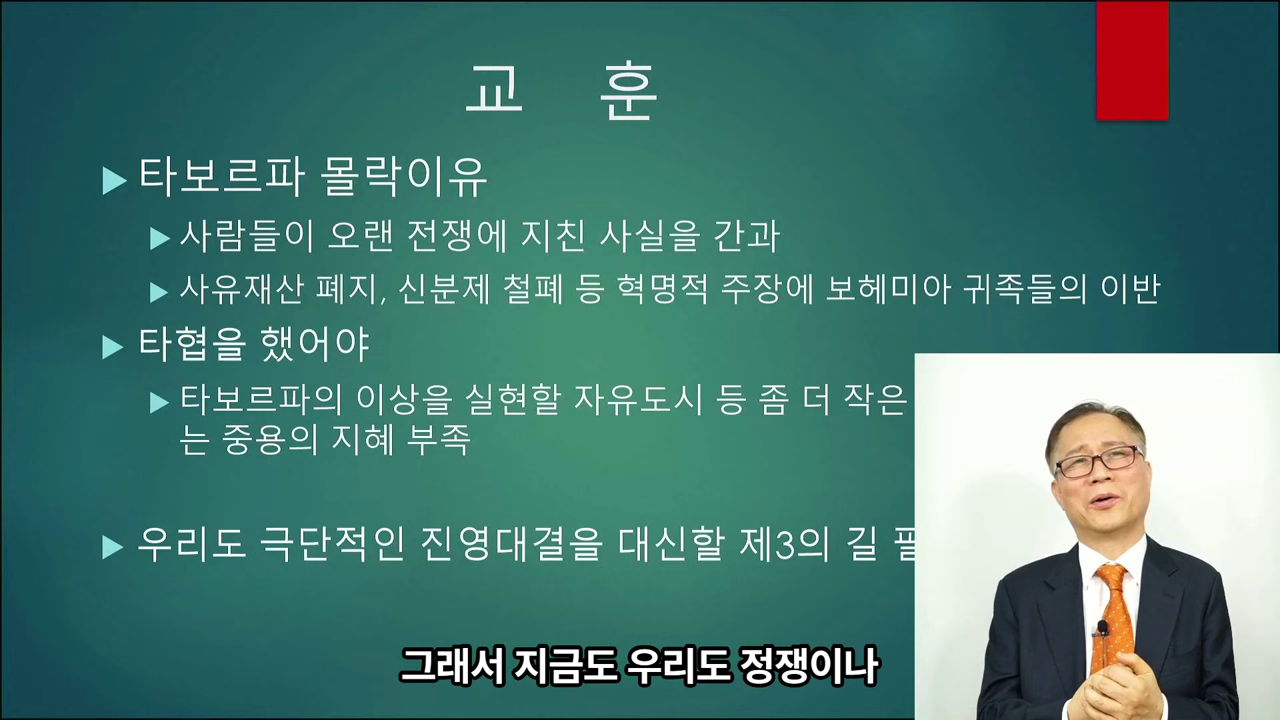 교 훈
타보르파 몰락이유
사람들이 오랜 전쟁에 지친 사실을 간과
사유재산 폐지, 신분제 철폐 등 혁명적 주장에 보헤미아 귀족들의 이반
타협을 했어야
타보르파의 이상을 실현할 자유도시 등 좀 더 작은
는 중용의 지혜 부족
우리도 극단적인 진영대결을 대신할 제3의 길
그래서 지금도 우리도 정쟁이나